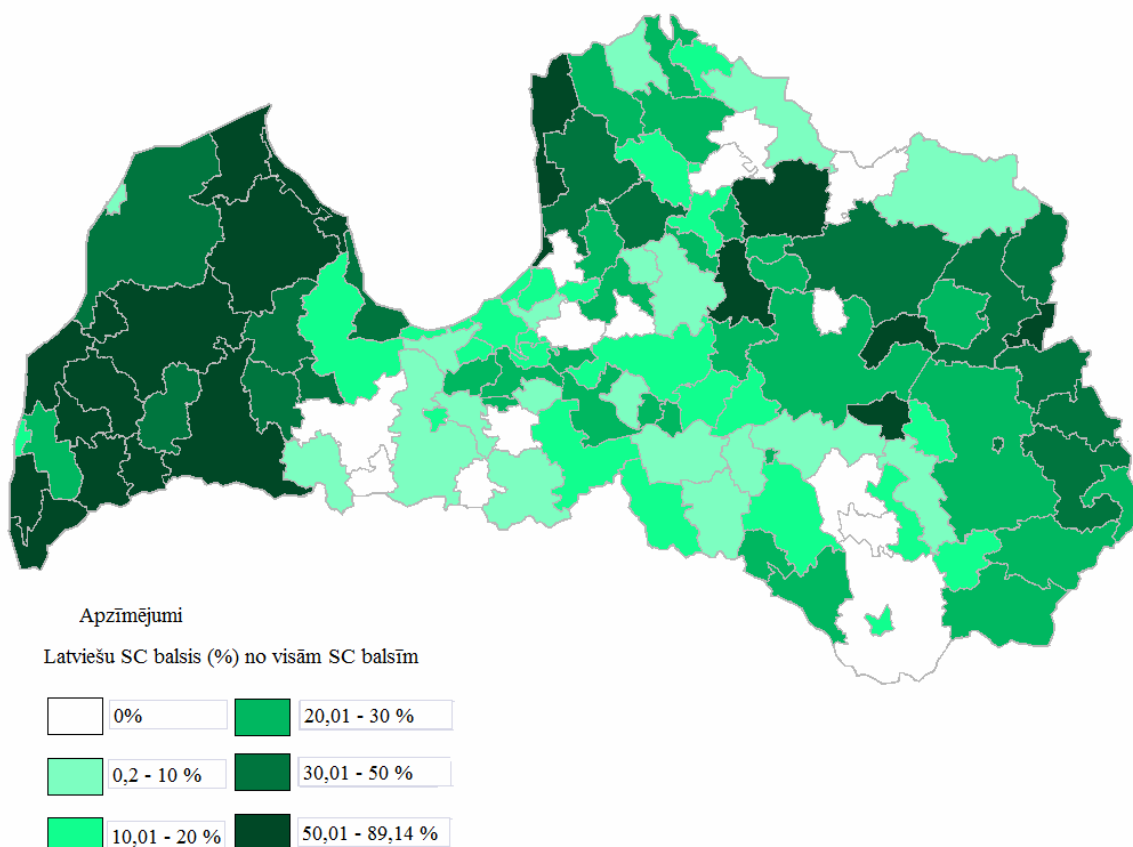 Apzīmējumi
Latviešu SC balsis (%) no visām SC balsīm
0%
20,01 - 30 %
0,2 - 10 %
30,01 - 50 %
10,01 - 20 %
50,01 - 89,14 %